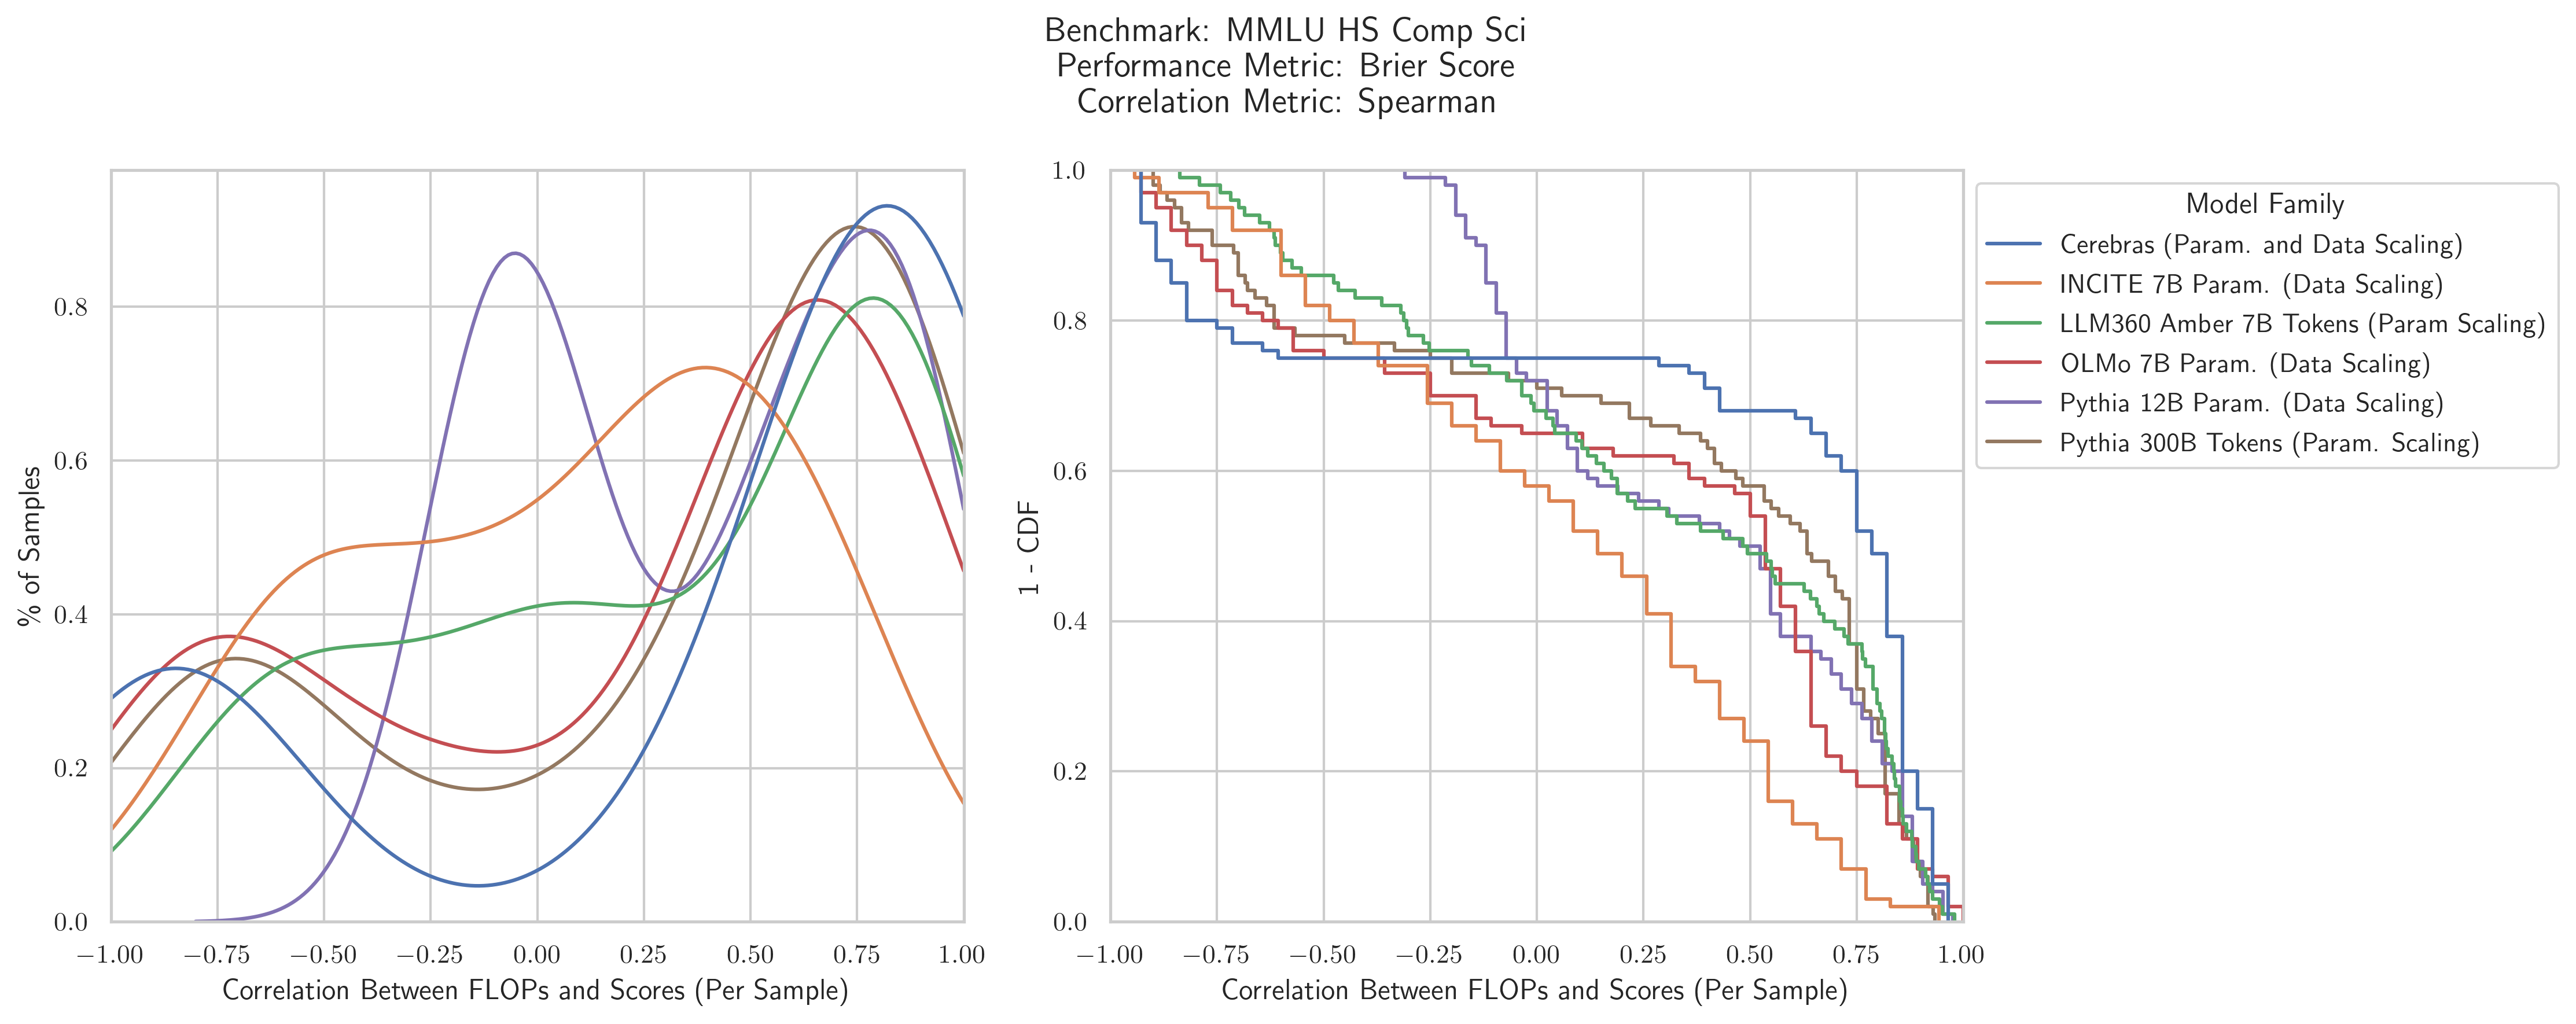 Benchmark: MMLU HS Comp Sci
Performance Metric: Brier Score
Correlation Metric: Spearman
% of Samples
0.8
0.6
0.4
0.2
0.0
−1.00 −0.75 −0.50 −0.25 0.00 0.25 0.50 0.75 1.00
Correlation Between FLOPs and Scores (Per Sample)
1 - CDF
1.0
0.8
0.6
0.4
0.2
0.0
−1.00 −0.75 −0.50 −0.25 0.00 0.25 0.50 0.75 1.00
Correlation Between FLOPs and Scores (Per Sample)
Model Family
Cerebras (Param. and Data Scaling)
INCITE 7B Param. (Data Scaling)
LLM360 Amber 7B Tokens (Param Scaling)
OLMo 7B Param. (Data Scaling)
Pythia 12B Param. (Data Scaling)
Pythia 300B Tokens (Param. Scaling)